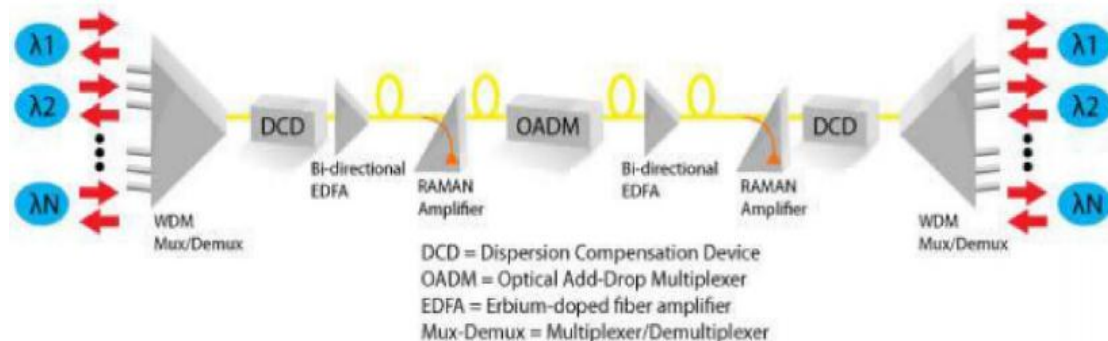 λ1
λ2
λN
WDM
Mux/Demux
DCD
Bi-directional
EDFA
RAMAN
Amplifier
OADM
Bi-directional
EDFA
RAMAN
Amplifier
DCD
WDM
Mux/Demux
λ1
λ2
λN
DCD = Dispersion Compensation Device
OADM = Optical Add-Drop Multiplexer
EDFA = Erbium-doped fiber amplifier
Mux-Demux = Multiplexer/Demultiplexer